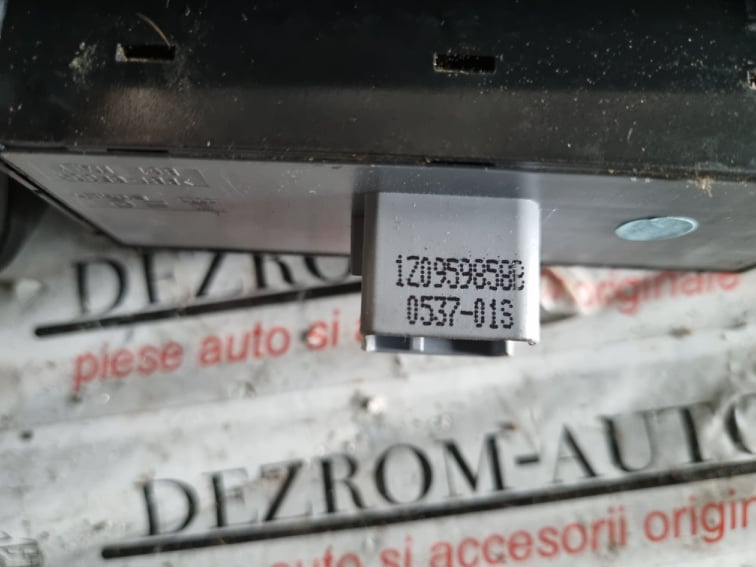 1Z0959858B
0537-01S
DEZROM
originale
piese auto si
DEZROM-AUTO
auto si accesorii origin